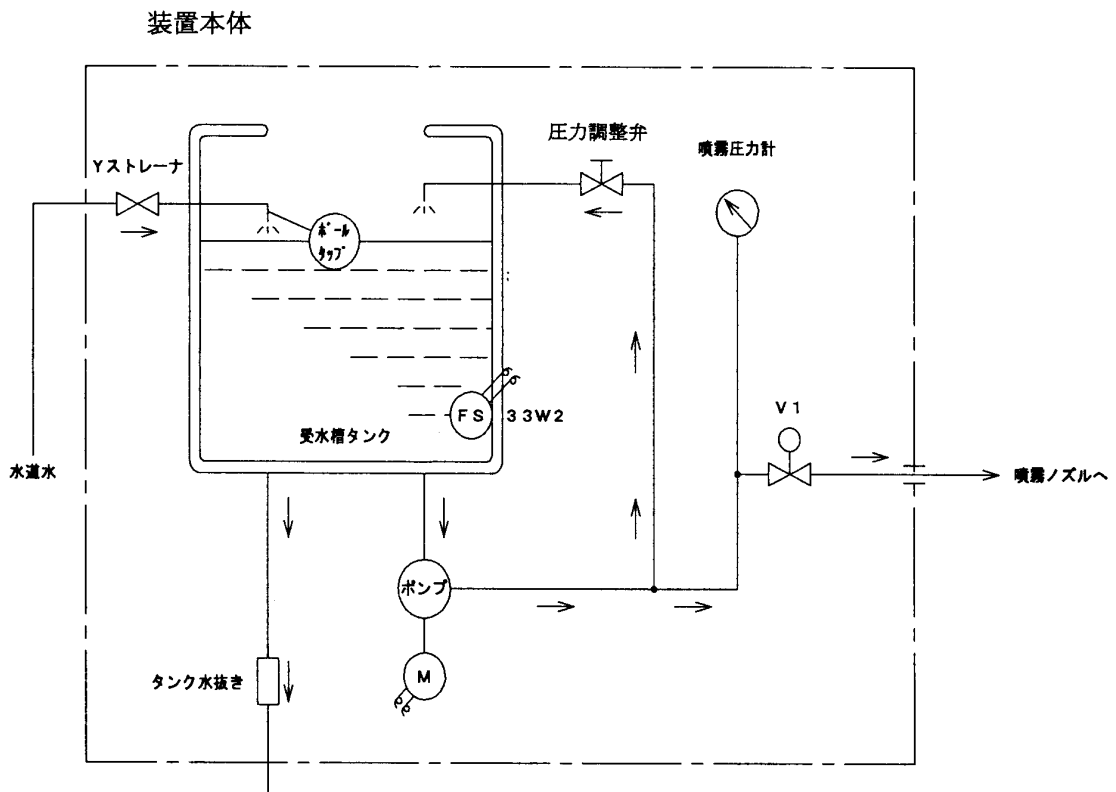 装置本体
圧力調整弁
噴霧圧力計
Yストレーナ
ボール
タップ
FS 33W2
V1
受水槽タンク
水道水
噴霧ノズルへ
ポンプ
タンク水抜き
M